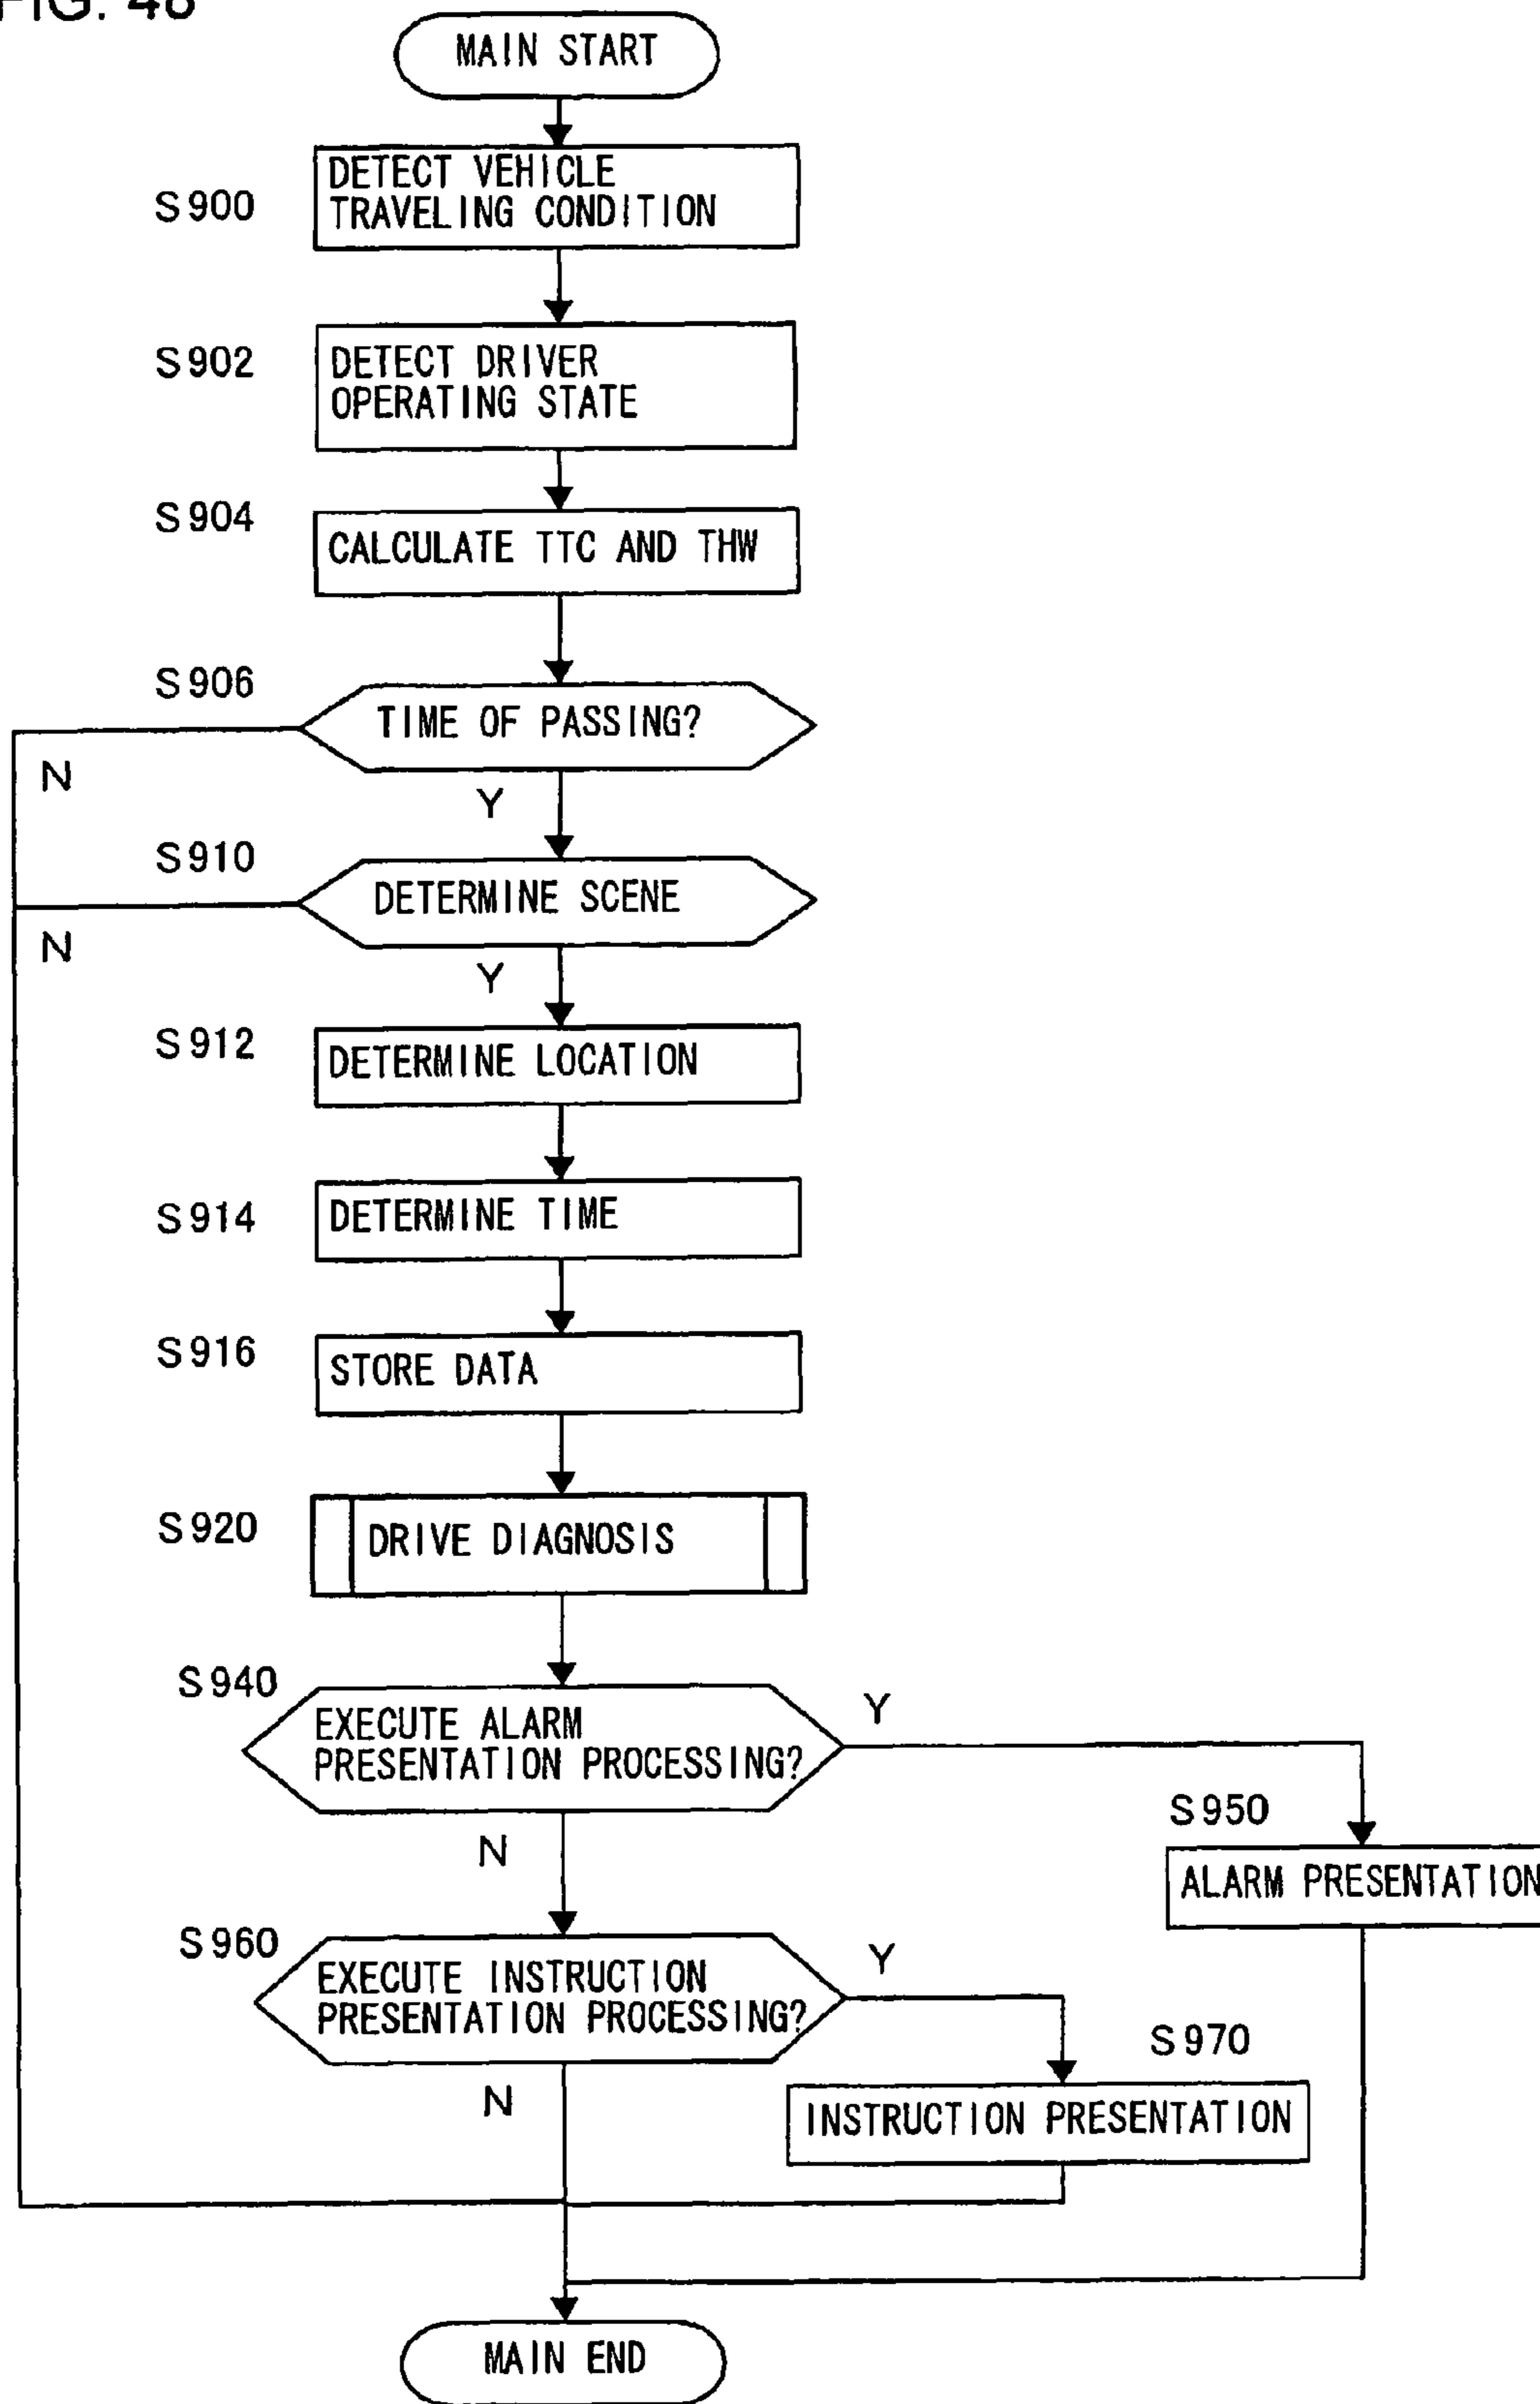 FIG. 48
MAIN START
S900
DETECT VEHICLE
TRAVELING CONDITION
S902
DETECT DRIVER
OPERATING STATE
S904
CALCULATE TTC AND THW
S906
TIME OF PASSING?
N
Y
S910
DETERMINE SCENE
N
Y
S912
DETERMINE LOCATION
S914
DETERMINE TIME
S916
STORE DATA
S920
DRIVE DIAGNOSIS
S940
EXECUTE ALARM
PRESENTATION PROCESSING?
Y
N
S950
ALARM PRESENTATION
S960
EXECUTE INSTRUCTION
PRESENTATION PROCESSING?
Y
N
S970
INSTRUCTION PRESENTATION
MAIN END